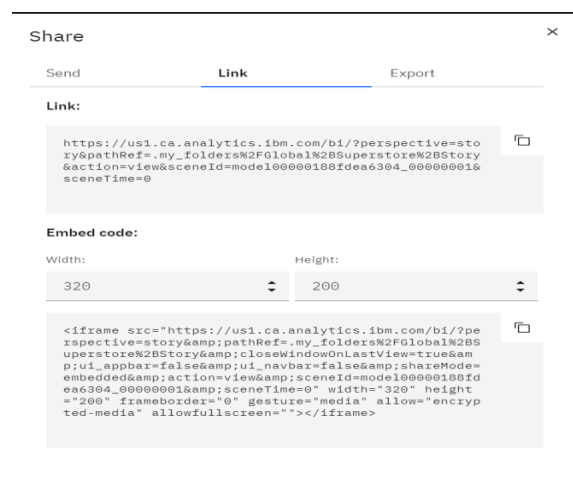 Share
Send Link Export
Link:
https://us1.ca.analytics.ibm.com/bi/?perspective=sto
ry&pathRef=.my_folders%2FGlobal%2BSuperstore%2BStory
&action=view&sceneId=model00000188fdea6304_00000001&
sceneTime=0
Embed code:
Width: Height:
320 200
<iframe src="https://us1.ca.analytics.ibm.com/bi/?pe
rspective=story&amp;pathRef=.my_folders%2FGlobal%2BS
uperstore%2BStory&amp;closeWindowOnLastView=true&am
p;ui_appbar=false&amp;ui_navbar=false&amp;shareMode=
embedded&amp;action=view&amp;sceneId=model00000188fd
ea6304_00000001&amp;sceneTime=0" width="320" height
="200" frameborder="0" gesture="media" allow="encryp
ted-media" allowfullscreen=""></iframe>